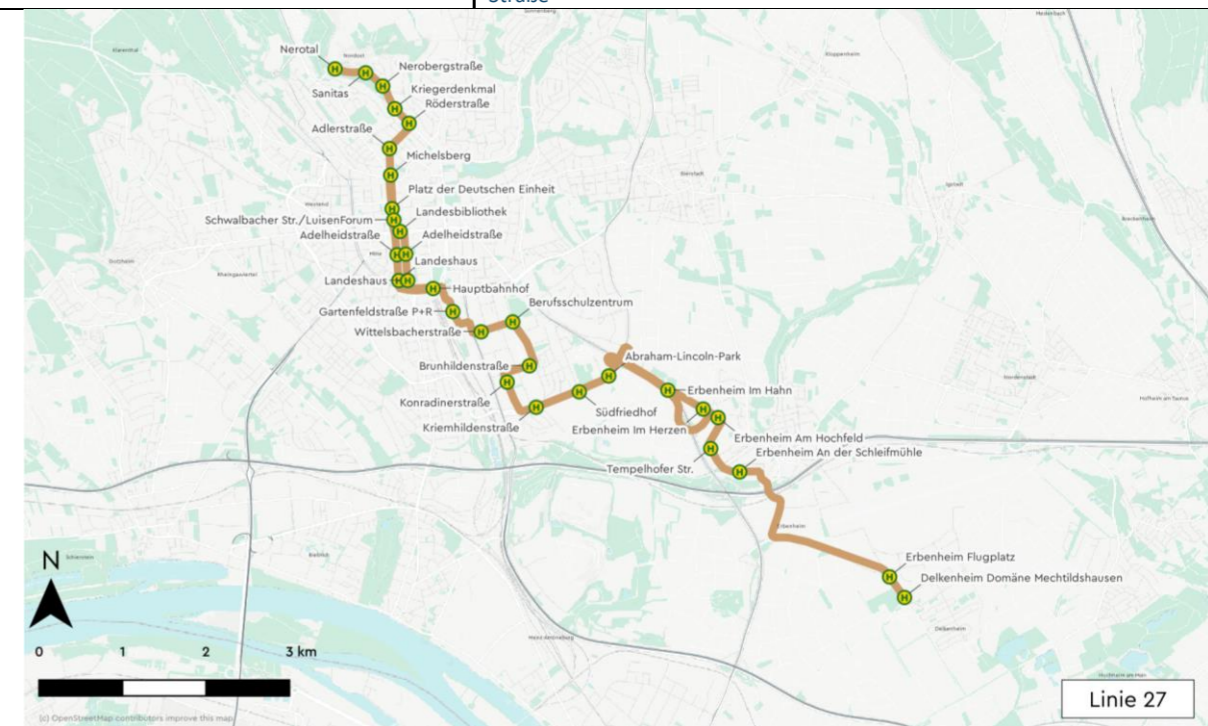 Straße
Nerotal
Sanitas
Nerobergstraße
Kriegerdenkmal
Röderstraße
Adlerstraße
Michelsberg
Platz der Deutschen Einheit
Schwalbacher Str./LuisenForum
Landesbibliothek
Adelheidstraße
Adelheidstraße
Landeshaus
Landeshaus
Hauptbahnhof
Gartenfeldstraße P+R
Berufsschulzentrum
Wittelsbacherstraße
Abraham-Lincoln-Park
Brunhildenstraße
Erbenheim Im Hahn
Konradinerstraße
Südfriedhof
Kriemhildenstraße
Erbenheim Im Herzen
Erbenheim Am Hochfeld
Erbenheim An der Schleifmühle
Tempelhofer Str.
Erbenheim
Erbenheim Flugplatz
Delkenheim Domäne Mechtildshausen
Delkenheim
N
0 1 2 3 km
Linie 27
(c) OpenStreetMap contributors improve this map